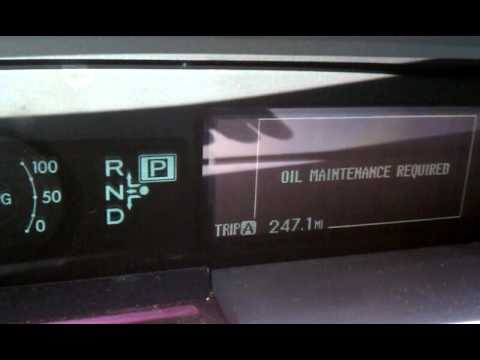 100
50
0
G
R P
N
D
OIL MAINTENANCE REQUIRED
TRIP A 247.1 MI